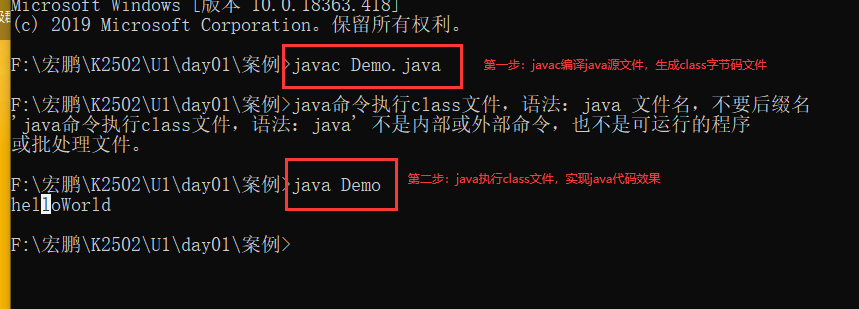 Microsoft Windows [版本 10.0.18363.418]
(c) 2019 Microsoft Corporation。保留所有权利。
F:\宏鹏\K2502\U1\day01\案例>javac Demo.java
第一步：javac编译java源文件，生成class字节码文件
F:\宏鹏\K2502\U1\day01\案例>java命令执行class文件，语法：java 文件名，不要后缀名
'java命令执行class文件，语法：java' 不是内部或外部命令，也不是可运行的程序
或批处理文件。
F:\宏鹏\K2502\U1\day01\案例>java Demo
第二步：java执行class文件，实现java代码效果
helloWorld
F:\宏鹏\K2502\U1\day01\案例>